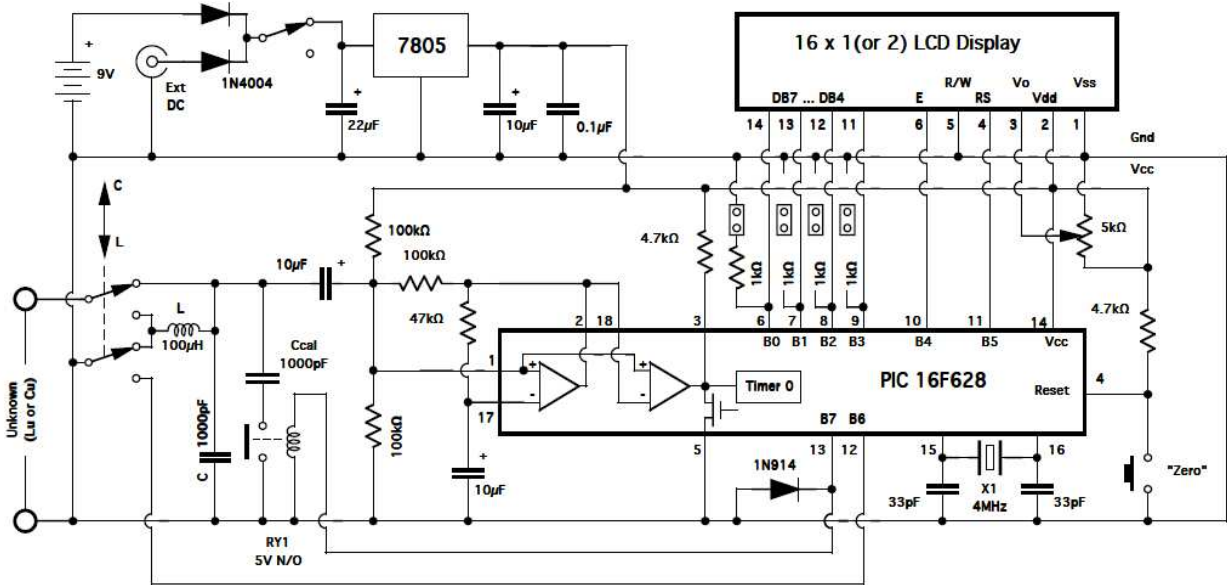 +
9V
Ext
DC
1N4004
7805
+
22µF
+
10µF
0.1µF
16 x 1(or 2) LCD Display
R/W
Vo
Vss
DB7 ... DB4
E
RS
Vdd
14
13
12
11
6
5
4
3
2
1
Gnd
Vcc
C
L
100kΩ
100kΩ
4.7kΩ
1kΩ
1kΩ
1kΩ
1kΩ
5kΩ
10µF
+
L
100µH
47kΩ
2
18
3
6
7
8
9
10
11
14
4.7kΩ
B0
B1
B2
B3
B4
B5
Vcc
Ccal
1000pF
1
+
-
+
-
Timer 0
PIC 16F628
Reset
4
Unknown
(Lu or Cu)
1000pF
C
100kΩ
17
B7
B6
5
13
12
15
16
+
10µF
1N914
33pF
X1
4MHz
33pF
"Zero"
RY1
5V N/O